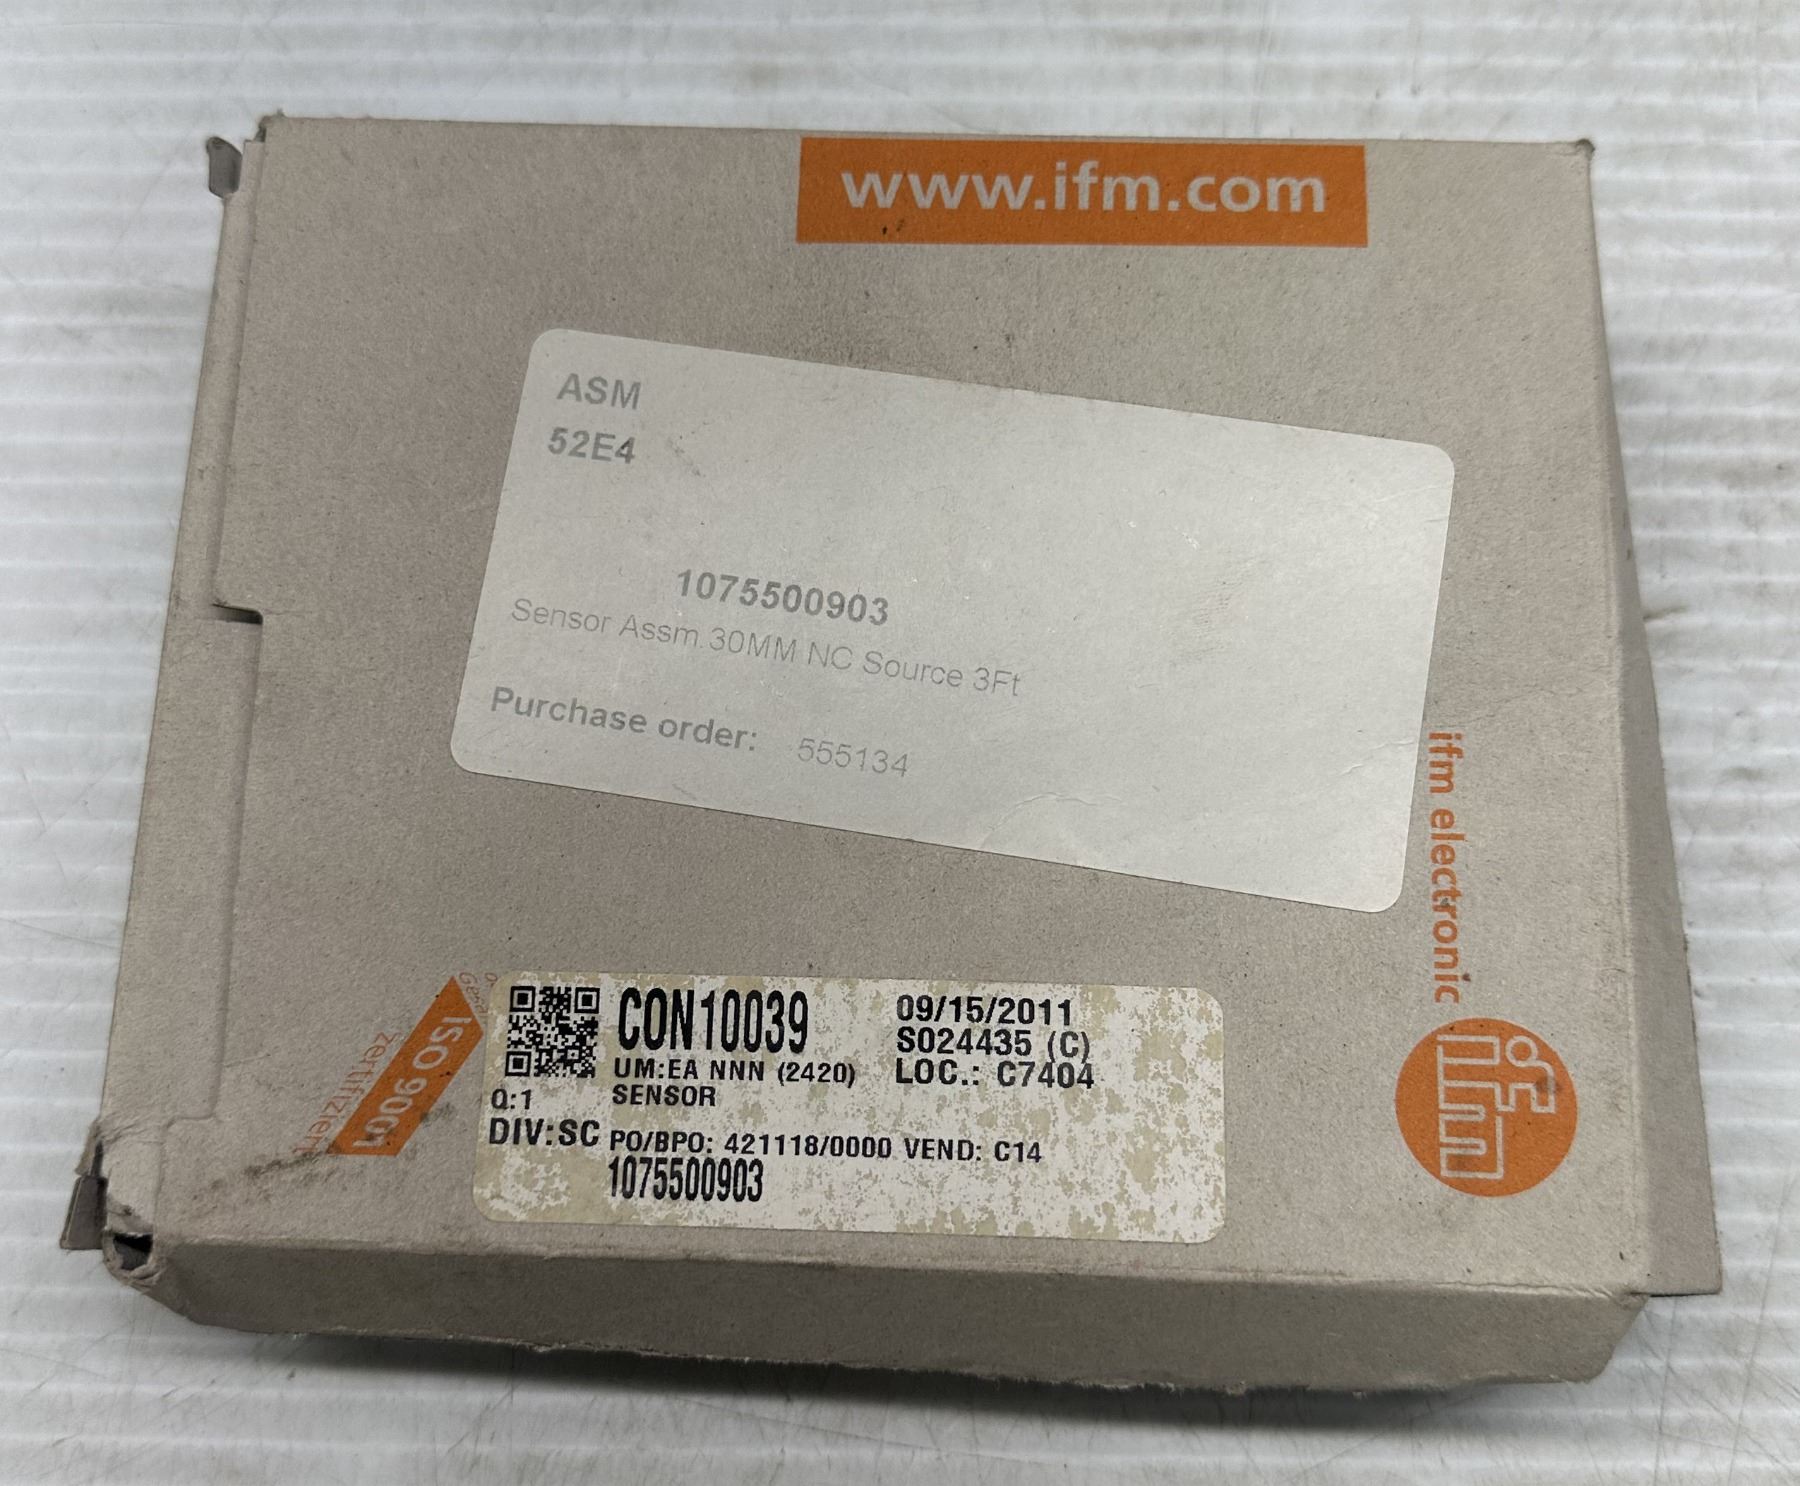 www.ifm.com
ASM
52E4
1075500903
Sensor Assm 30MM NC Source 3Ft
Purchase order: 555134
ifm electronic
ifm
ISO 9001
zertifiziert
CON10039
09/15/2011
S024435 (C)
UM:EA NNN (2420)
LOC.: C7404
Q:1
SENSOR
DIV:SC
PO/BPO: 421118/0000 VEND: C14
1075500903